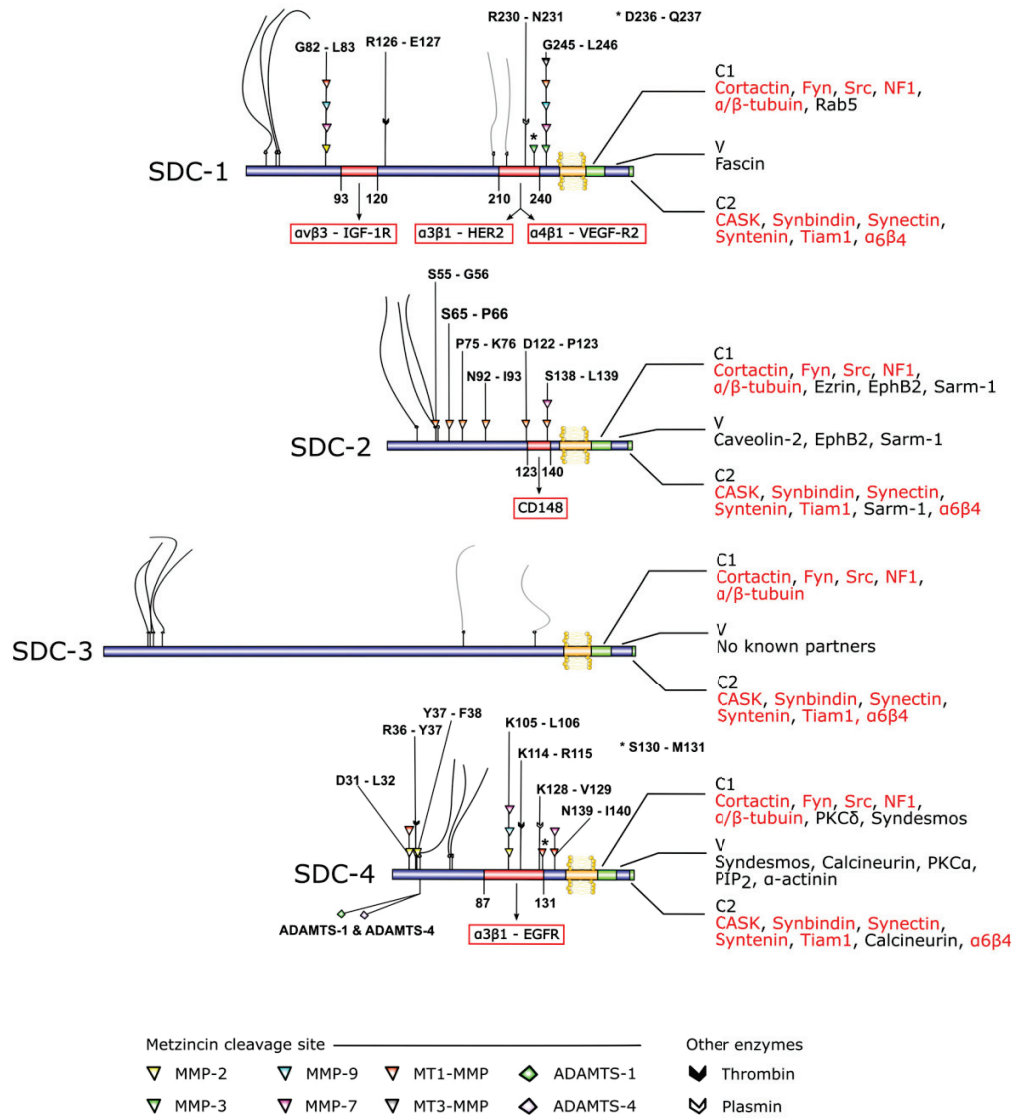 R230 - N231
* D236 - Q237
G82 - L83
R126 - E127
G245 - L246
*
SDC-1
93
120
210
240
αvβ3 - IGF-1R
α3β1 - HER2
α4β1 - VEGF-R2
C1
Cortactin, Fyn, Src, NF1,
α/β-tubuin, Rab5
V
Fascin
C2
CASK, Synbindin, Synectin,
Syntenin, Tiam1, α6β4
S55 - G56
S65 - P66
P75 - K76
D122 - P123
N92 - I93
S138 - L139
SDC-2
123
140
CD148
C1
Cortactin, Fyn, Src, NF1,
α/β-tubuin, Ezrin, EphB2, Sarm-1
V
Caveolin-2, EphB2, Sarm-1
C2
CASK, Synbindin, Synectin,
Syntenin, Tiam1, Sarm-1, α6β4
SDC-3
C1
Cortactin, Fyn, Src, NF1,
α/β-tubuin
V
No known partners
C2
CASK, Synbindin, Synectin,
Syntenin, Tiam1, α6β4
Y37 - F38
R36 - Y37
K105 - L106
* S130 - M131
K114 - R115
D31 - L32
K128 - V129
N139 - I140
*
SDC-4
87
131
ADAMTS-1 & ADAMTS-4
α3β1 - EGFR
C1
Cortactin, Fyn, Src, NF1,
α/β-tubuin, PKCδ, Syndesmos
V
Syndesmos, Calcineurin, PKCα,
PIP2, α-actinin
C2
CASK, Synbindin, Synectin,
Syntenin, Tiam1, Calcineurin, α6β4
Metzincin cleavage site
Other enzymes
MMP-2
MMP-9
MT1-MMP
ADAMTS-1
Thrombin
MMP-3
MMP-7
MT3-MMP
ADAMTS-4
Plasmin